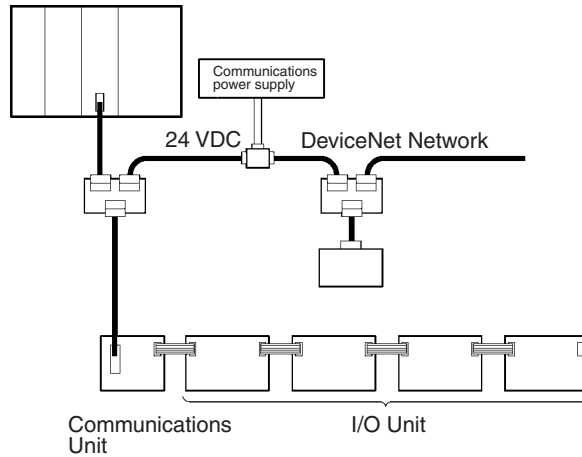 Communications
power supply
24 VDC
DeviceNet Network
Communications
Unit
I/O Unit